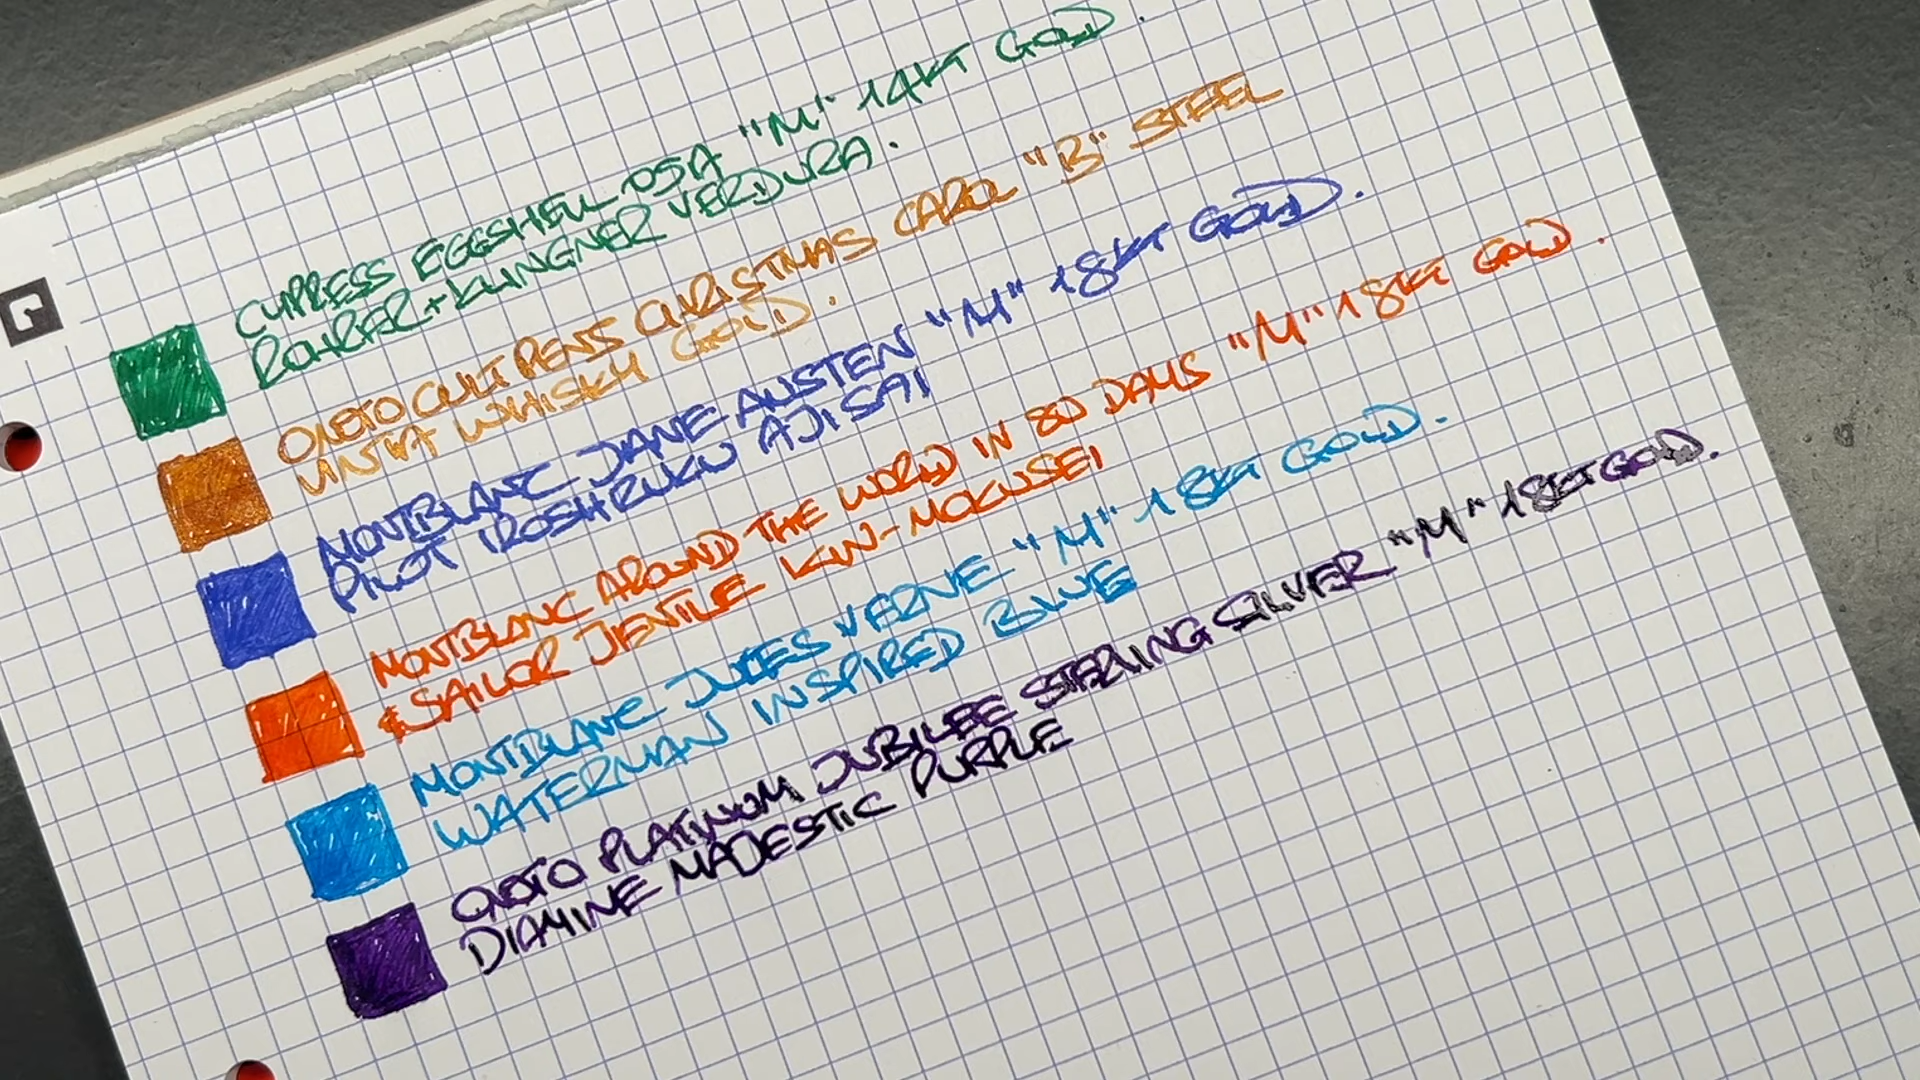 CYPRESS EGGSHELL OSA "M" 14KT GOLD.
ROHRER + KLINGNER VERDURA.
ONOTO CULT PENS CHRISTMAS CAROL "B" STEEL
VINTA WHISKY GOLD.
MONTBLANC JANE AUSTEN "M" 18KT GOLD.
PILOT IROSHIZUKU AJISAI
MONTBLANC AROUND THE WORLD IN 80 DAYS "M" 18KT GOLD.
SAILOR JENTLE KIN-MOKUSEI
MONTBLANC JULES VERNE "M" 18KT GOLD.
WATERMAN INSPIRED BLUE
ONOTO PLATINUM JUBILEE STERLING SILVER "M" 18KT GOLD.
DIAMINE MAJESTIC PURPLE